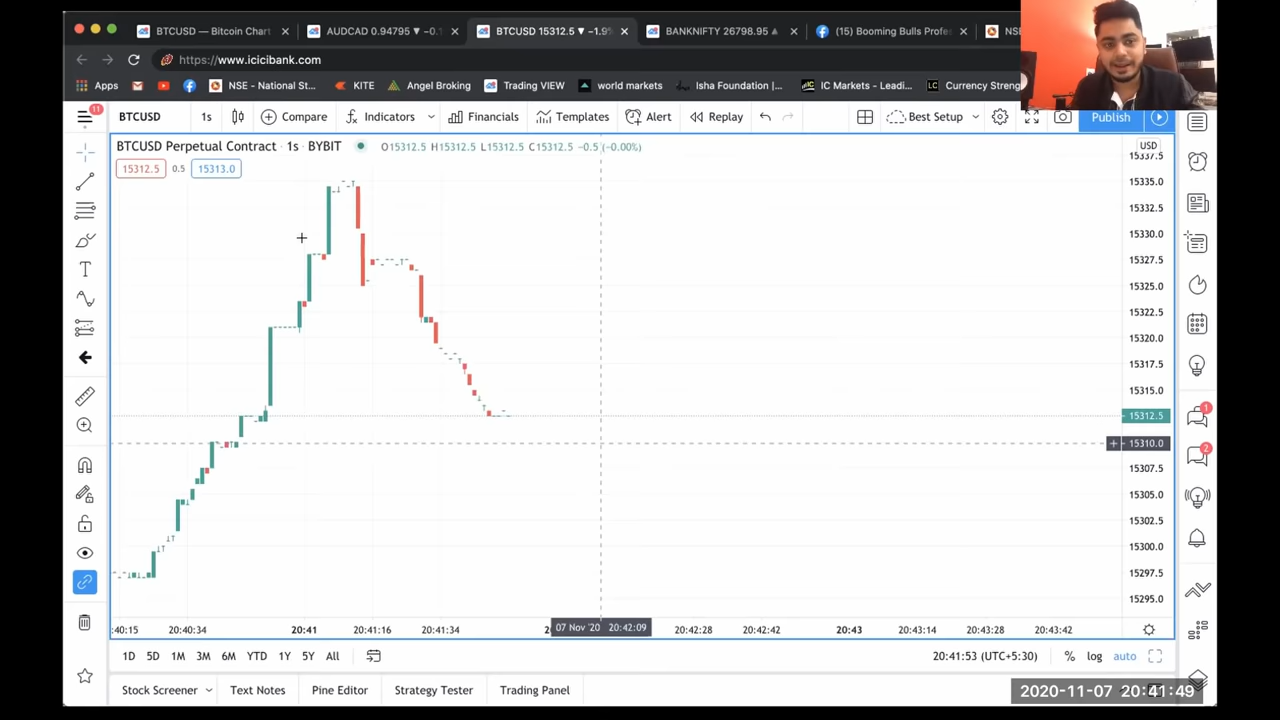 BTCUSD — Bitcoin Chart
AUDCAD 0.94795 ▼ −0.1
BTCUSD 15312.5 ▼ −1.9%
BANKNIFTY 26798.95 ▲
(15) Booming Bulls Profe
NSE
https://www.icicibank.com
Apps
NSE - National St...
KITE
Angel Broking
Trading VIEW
world markets
Isha Foundation |...
IC Markets - Leadi...
Currency Streng
11
BTCUSD
1s
Compare
Indicators
Financials
Templates
Alert
Replay
Best Setup
Publish
BTCUSD Perpetual Contract · 1s · BYBIT
O15312.5 H15312.5 L15312.5 C15312.5 −0.5 (−0.00%)
USD
15312.5
0.5
15313.0
15337.5
15335.0
15332.5
15330.0
15327.5
15325.0
15322.5
15320.0
15317.5
15315.0
15312.5
15310.0
15307.5
15305.0
15302.5
15300.0
15297.5
15295.0
1
2
:40:15
20:40:34
20:41
20:41:16
20:41:34
07 Nov '20 20:42:09
20:42:28
20:42:42
20:43
20:43:14
20:43:28
20:43:42
1D
5D
1M
3M
6M
YTD
1Y
5Y
All
20:41:53 (UTC+5:30)
%
log
auto
Stock Screener
Text Notes
Pine Editor
Strategy Tester
Trading Panel
2020-11-07 20:41:49